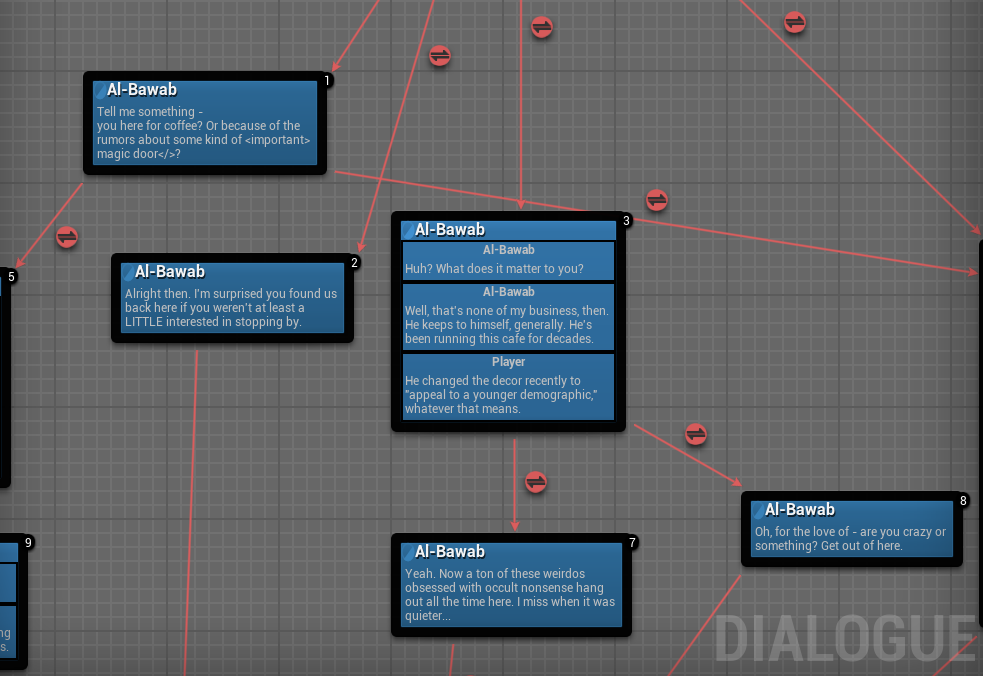 1
Al-Bawab
Tell me something -
you here for coffee? Or because of the
rumors about some kind of <important>
magic door</>?
3
Al-Bawab
Al-Bawab
Huh? What does it matter to you?
Al-Bawab
Well, that's none of my business, then.
He keeps to himself, generally. He's
been running this cafe for decades.
Player
He changed the decor recently to
"appeal to a younger demographic,"
whatever that means.
5
2
Al-Bawab
Alright then. I'm surprised you found us
back here if you weren't at least a
LITTLE interested in stopping by.
8
Al-Bawab
Oh, for the love of - are you crazy or
something? Get out of here.
9
ng
s.
7
Al-Bawab
Yeah. Now a ton of these weirdos
obsessed with occult nonsense hang
out all the time here. I miss when it was
quieter...
DIALOGUE